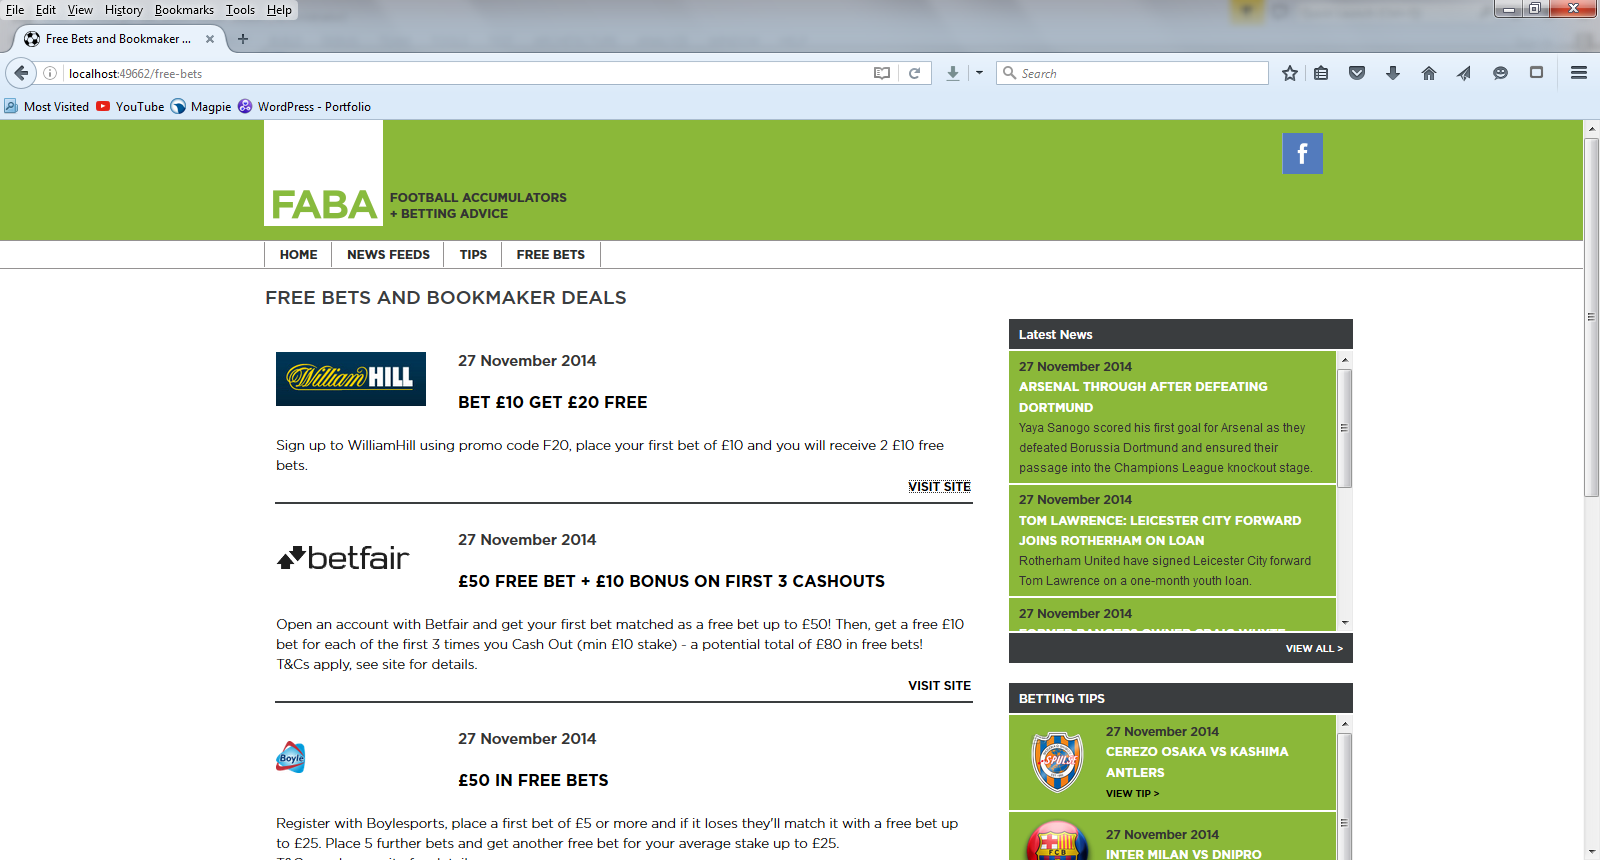 File Edit View History Bookmarks Tools Help
Free Bets and Bookmaker ...
localhost:49662/free-bets
Search
Most Visited YouTube Magpie WordPress - Portfolio
FABA
FOOTBALL ACCUMULATORS
+ BETTING ADVICE
f
HOME NEWS FEEDS TIPS FREE BETS
FREE BETS AND BOOKMAKER DEALS
William HILL
27 November 2014
BET £10 GET £20 FREE
Sign up to WilliamHill using promo code F20, place your first bet of £10 and you will receive 2 £10 free
bets.
VISIT SITE
betfair
27 November 2014
£50 FREE BET + £10 BONUS ON FIRST 3 CASHOUTS
Open an account with Betfair and get your first bet matched as a free bet up to £50! Then, get a free £10
bet for each of the first 3 times you Cash Out (min £10 stake) - a potential total of £80 in free bets!
T&Cs apply, see site for details.
VISIT SITE
Boyle
27 November 2014
£50 IN FREE BETS
Register with Boylesports, place a first bet of £5 or more and if it loses they'll match it with a free bet up
to £25. Place 5 further bets and get another free bet for your average stake up to £25.
Latest News
27 November 2014
ARSENAL THROUGH AFTER DEFEATING
DORTMUND
Yaya Sanogo scored his first goal for Arsenal as they
defeated Borussia Dortmund and ensured their
passage into the Champions League knockout stage.
27 November 2014
TOM LAWRENCE: LEICESTER CITY FORWARD
JOINS ROTHERHAM ON LOAN
Rotherham United have signed Leicester City forward
Tom Lawrence on a one-month youth loan.
27 November 2014
VIEW ALL >
BETTING TIPS
27 November 2014
CEREZO OSAKA VS KASHIMA
ANTLERS
VIEW TIP >
S-PULSE
27 November 2014
INTER MILAN VS DNIPRO
FCB